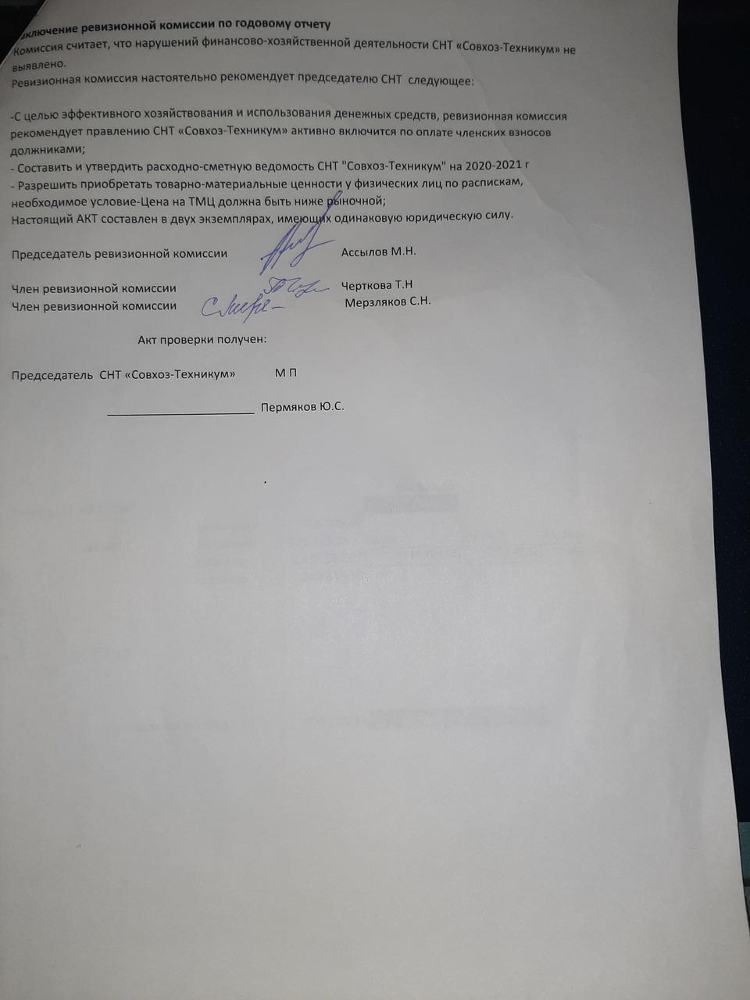 аключение ревизионной комиссии по годовому отчету
Комиссия считает, что нарушений финансово-хозяйственной деятельности СНТ «Совхоз-Техникум» не
выявлено.
Ревизионная комиссия настоятельно рекомендует председателю СНТ следующее:
-С целью эффективного хозяйствования и использования денежных средств, ревизионная комиссия
рекомендует правлению СНТ «Совхоз-Техникум» активно включится по оплате членских взносов
должниками;
- Составить и утвердить расходно-сметную ведомость СНТ "Совхоз-Техникум" на 2020-2021 г
- Разрешить приобретать товарно-материальные ценности у физических лиц по распискам,
необходимое условие-Цена на ТМЦ должна быть ниже рыночной;
Настоящий АКТ составлен в двух экземплярах, имеющих одинаковую юридическую силу.
Председатель ревизионной комиссии Ассылов М.Н.
Член ревизионной комиссии Черткова Т.Н
Член ревизионной комиссии Мерзляков С.Н.
Акт проверки получен:
Председатель СНТ «Совхоз-Техникум» М П
Пермяков Ю.С.